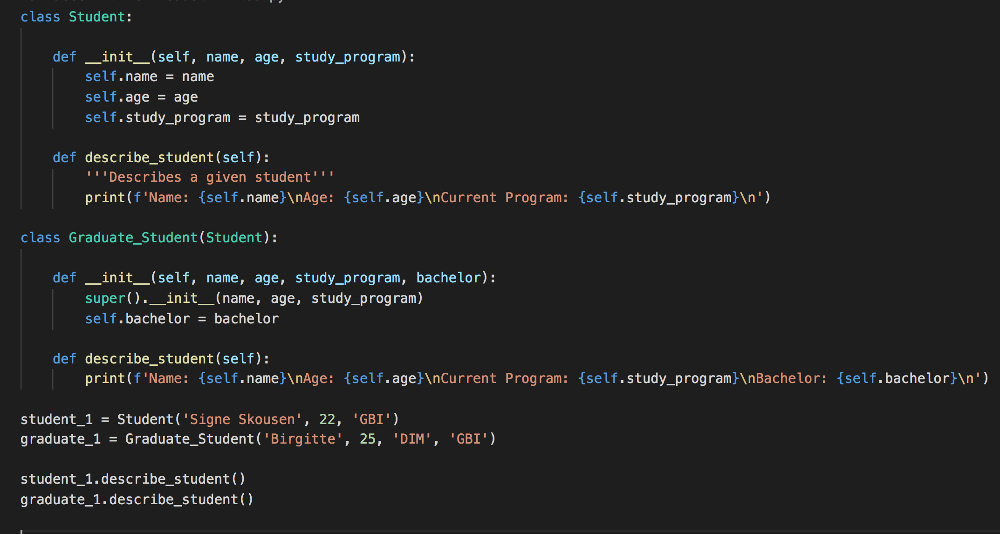 class Student:
    def __init__(self, name, age, study_program):
        self.name = name
        self.age = age
        self.study_program = study_program
    def describe_student(self):
        '''Describes a given student'''
        print(f'Name: {self.name}\nAge: {self.age}\nCurrent Program: {self.study_program}\n')
class Graduate_Student(Student):
    def __init__(self, name, age, study_program, bachelor):
        super().__init__(name, age, study_program)
        self.bachelor = bachelor
    def describe_student(self):
        print(f'Name: {self.name}\nAge: {self.age}\nCurrent Program: {self.study_program}\nBachelor: {self.bachelor}\n')
student_1 = Student('Signe Skousen', 22, 'GBI')
graduate_1 = Graduate_Student('Birgitte', 25, 'DIM', 'GBI')
student_1.describe_student()
graduate_1.describe_student()